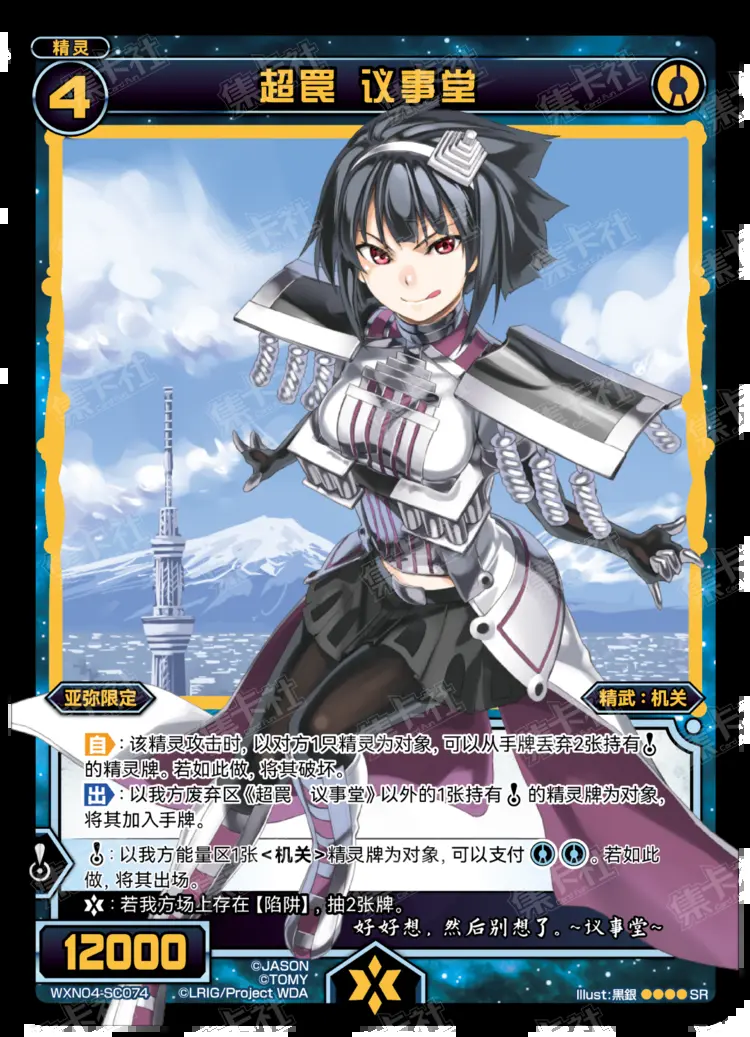 精灵
4
超罠 议事堂
亚弥限定
精武：机关
自：该精灵攻击时，以对方1只精灵为对象，可以从手牌丢弃2张持有
的精灵牌。若如此做，将其破坏。
出：以我方废弃区《超罠 议事堂》以外的1张持有 的精灵牌为对象，
将其加入手牌。
：以我方能量区1张<机关>精灵牌为对象，可以支付 。若如此
做，将其出场。
：若我方场上存在【陷阱】，抽2张牌。
好好想，然后别想了。~议事堂~
12000
©JASON
©TOMY
WXN04-SC074 ©LRIG/Project WDA
Illust:黒銀 SR
集卡社